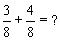 3/8 + 4/8 = ?